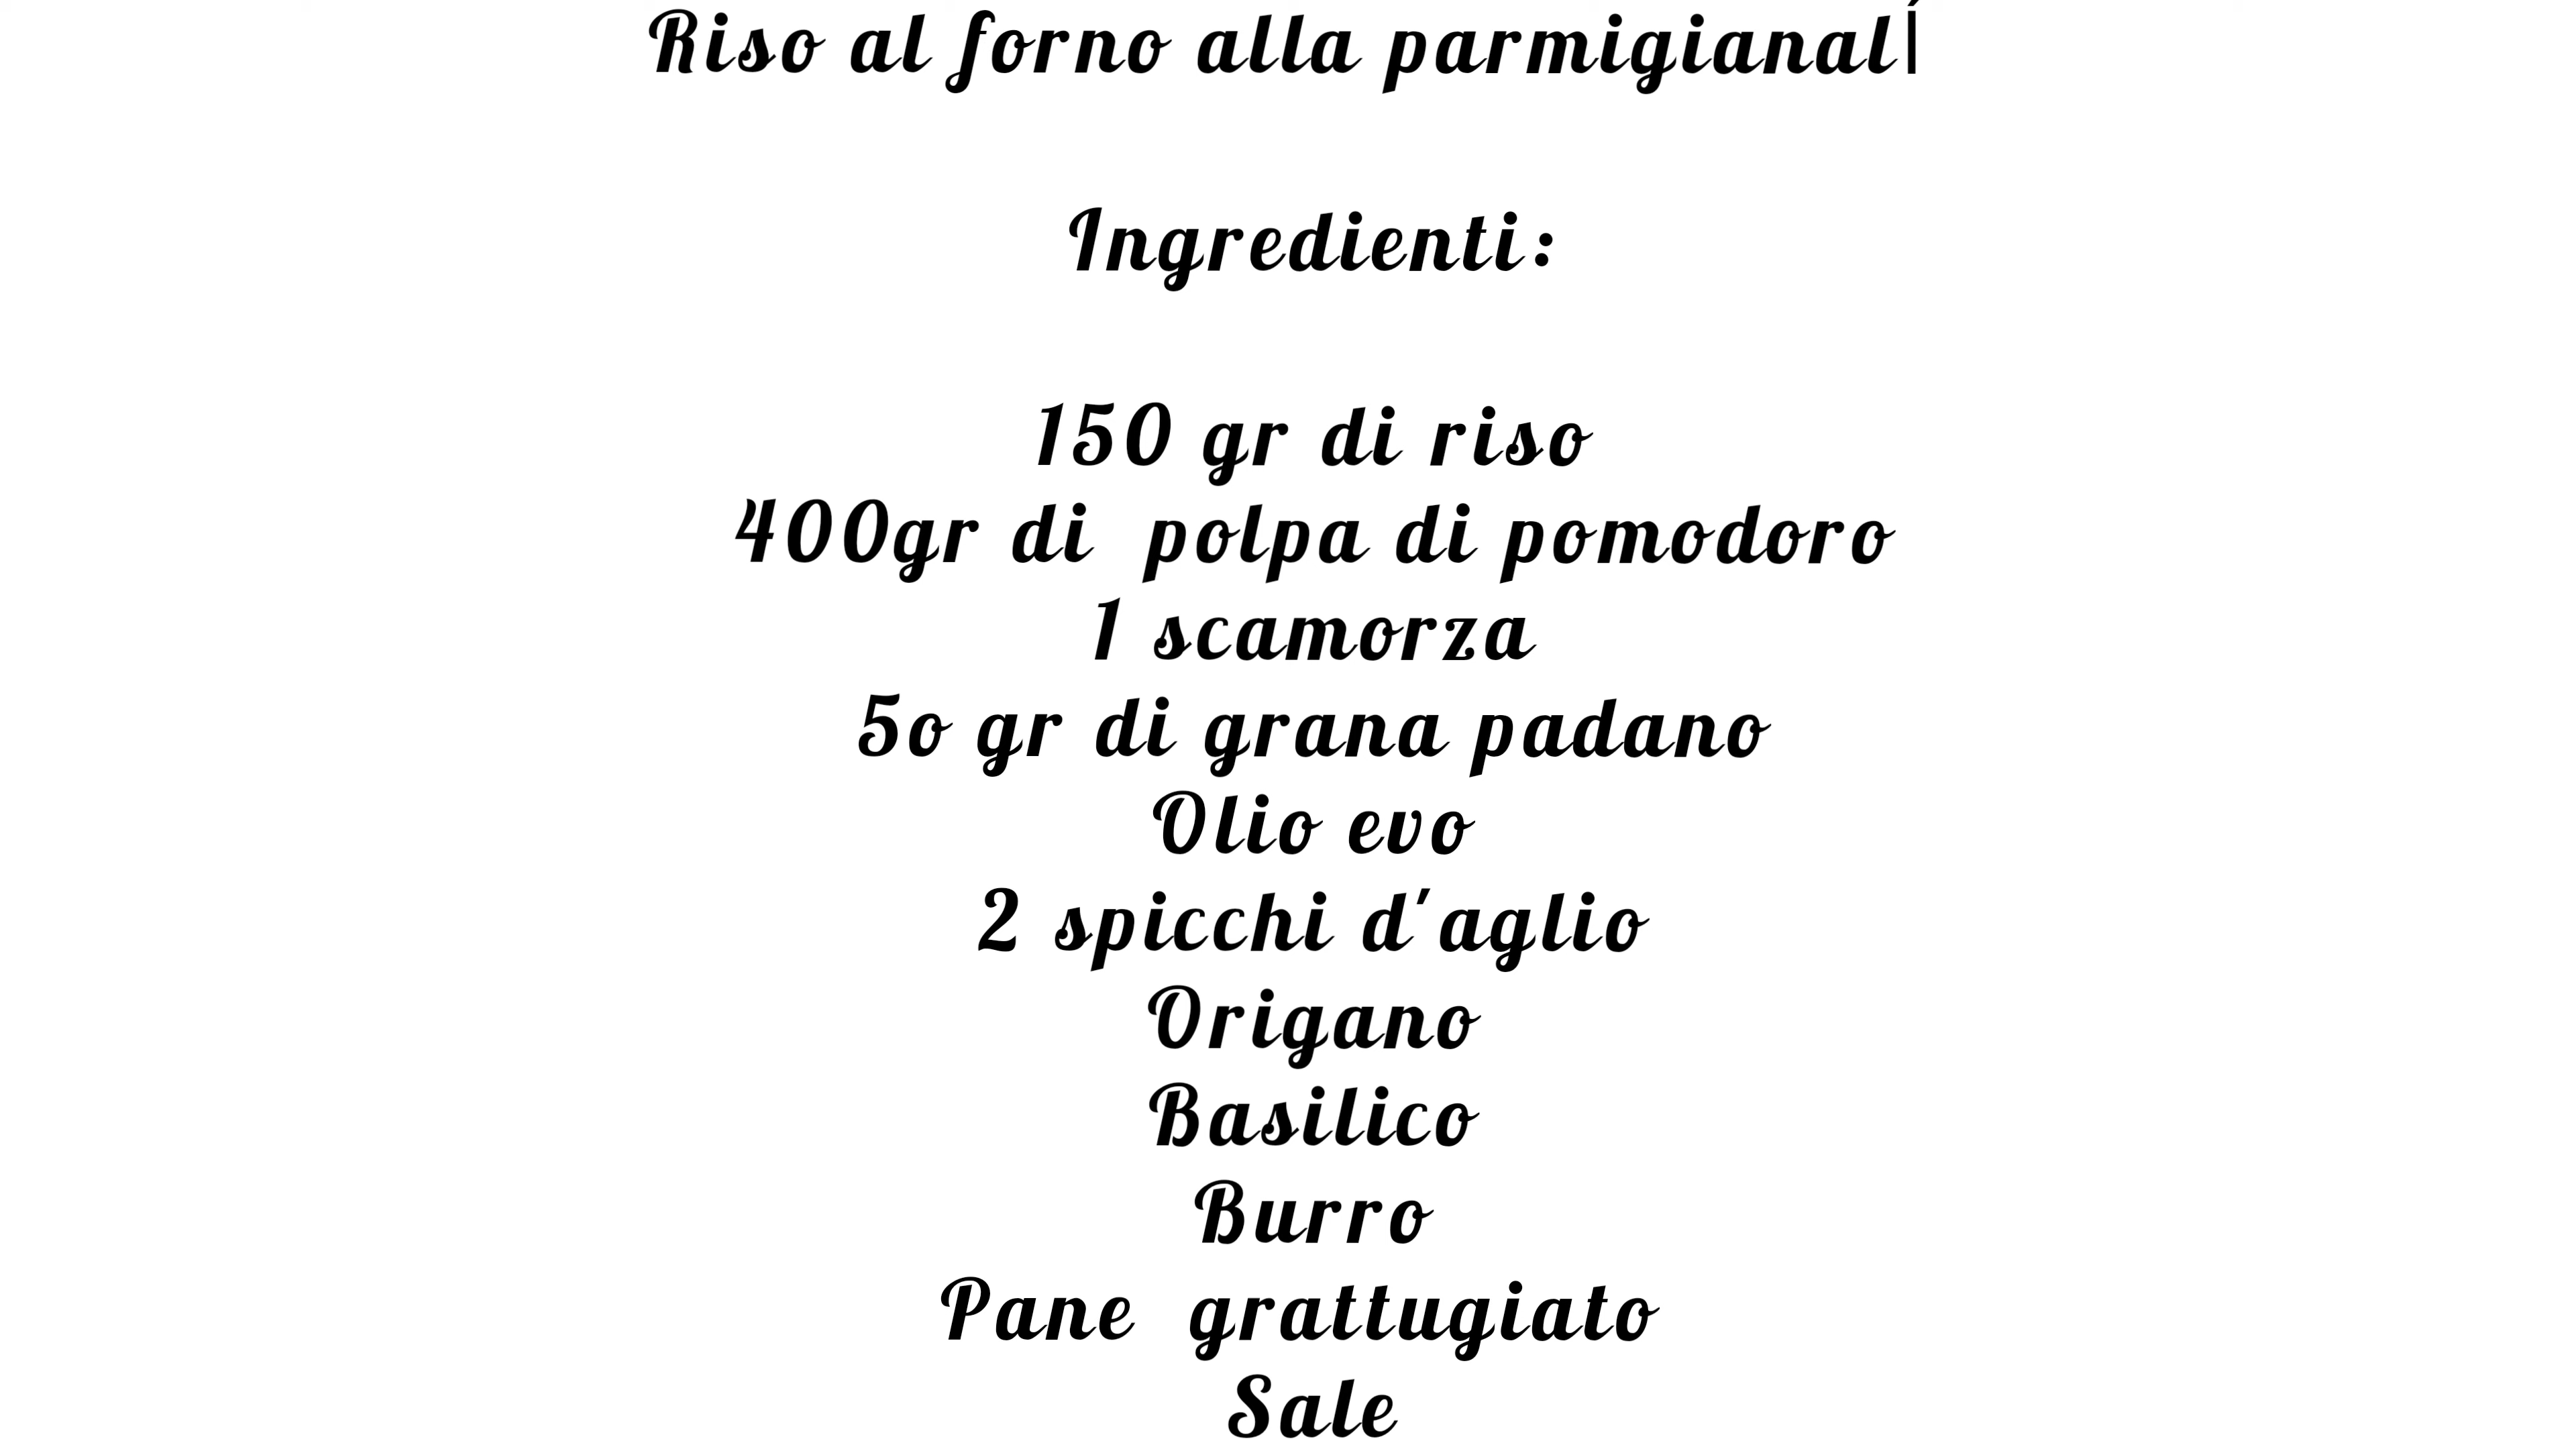 Riso al forno alla parmigianalÍ
Ingredienti:
150 gr di riso
400gr di  polpa di pomodoro
1 scamorza
5o gr di grana padano
Olio evo
2 spicchi d'aglio
Origano
Basilico
Burro
Pane  grattugiato
Sale